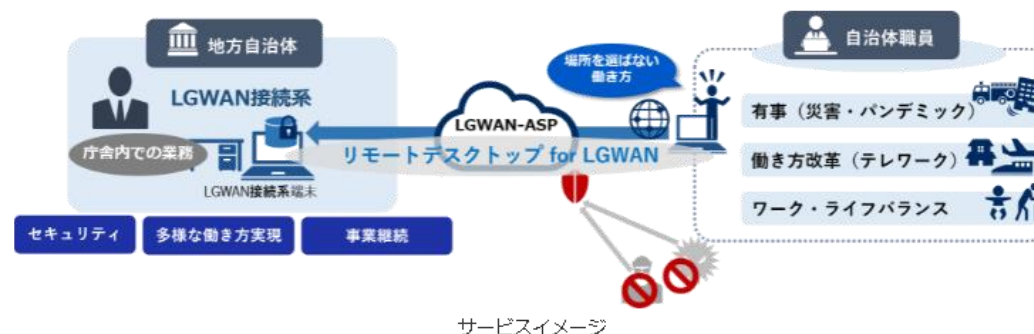 地方自治体
LGWAN接続系
庁舎内での業務
LGWAN接続系端末
セキュリティ
多様な働き方実現
事業継続
LGWAN-ASP
リモートデスクトップ for LGWAN
場所を選ばない
働き方
自治体職員
有事（災害・パンデミック）
働き方改革（テレワーク）
ワーク・ライフバランス
サービスイメージ